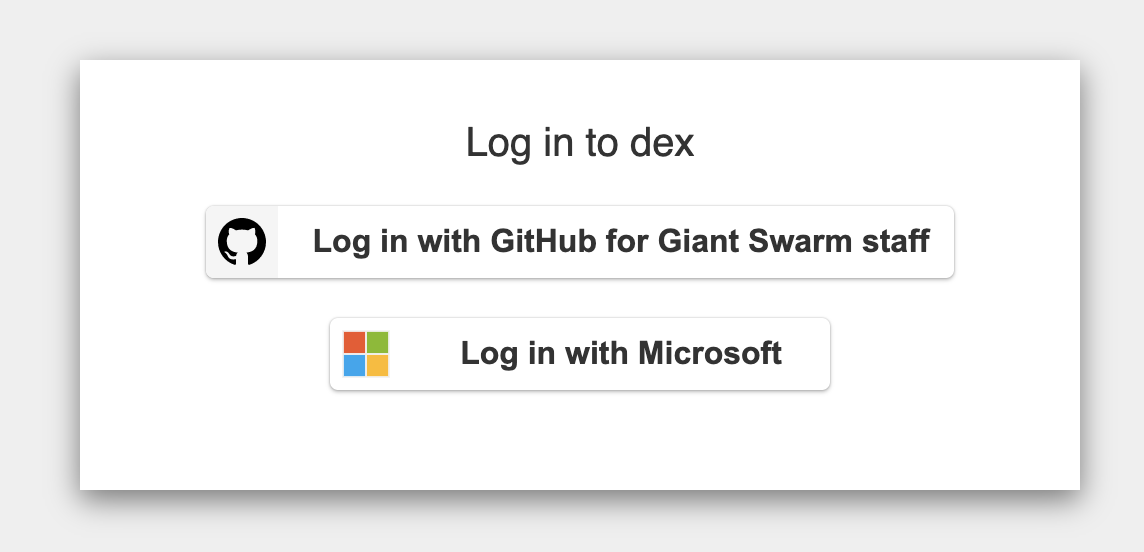 Log in to dex
Log in with GitHub for Giant Swarm staff
Log in with Microsoft